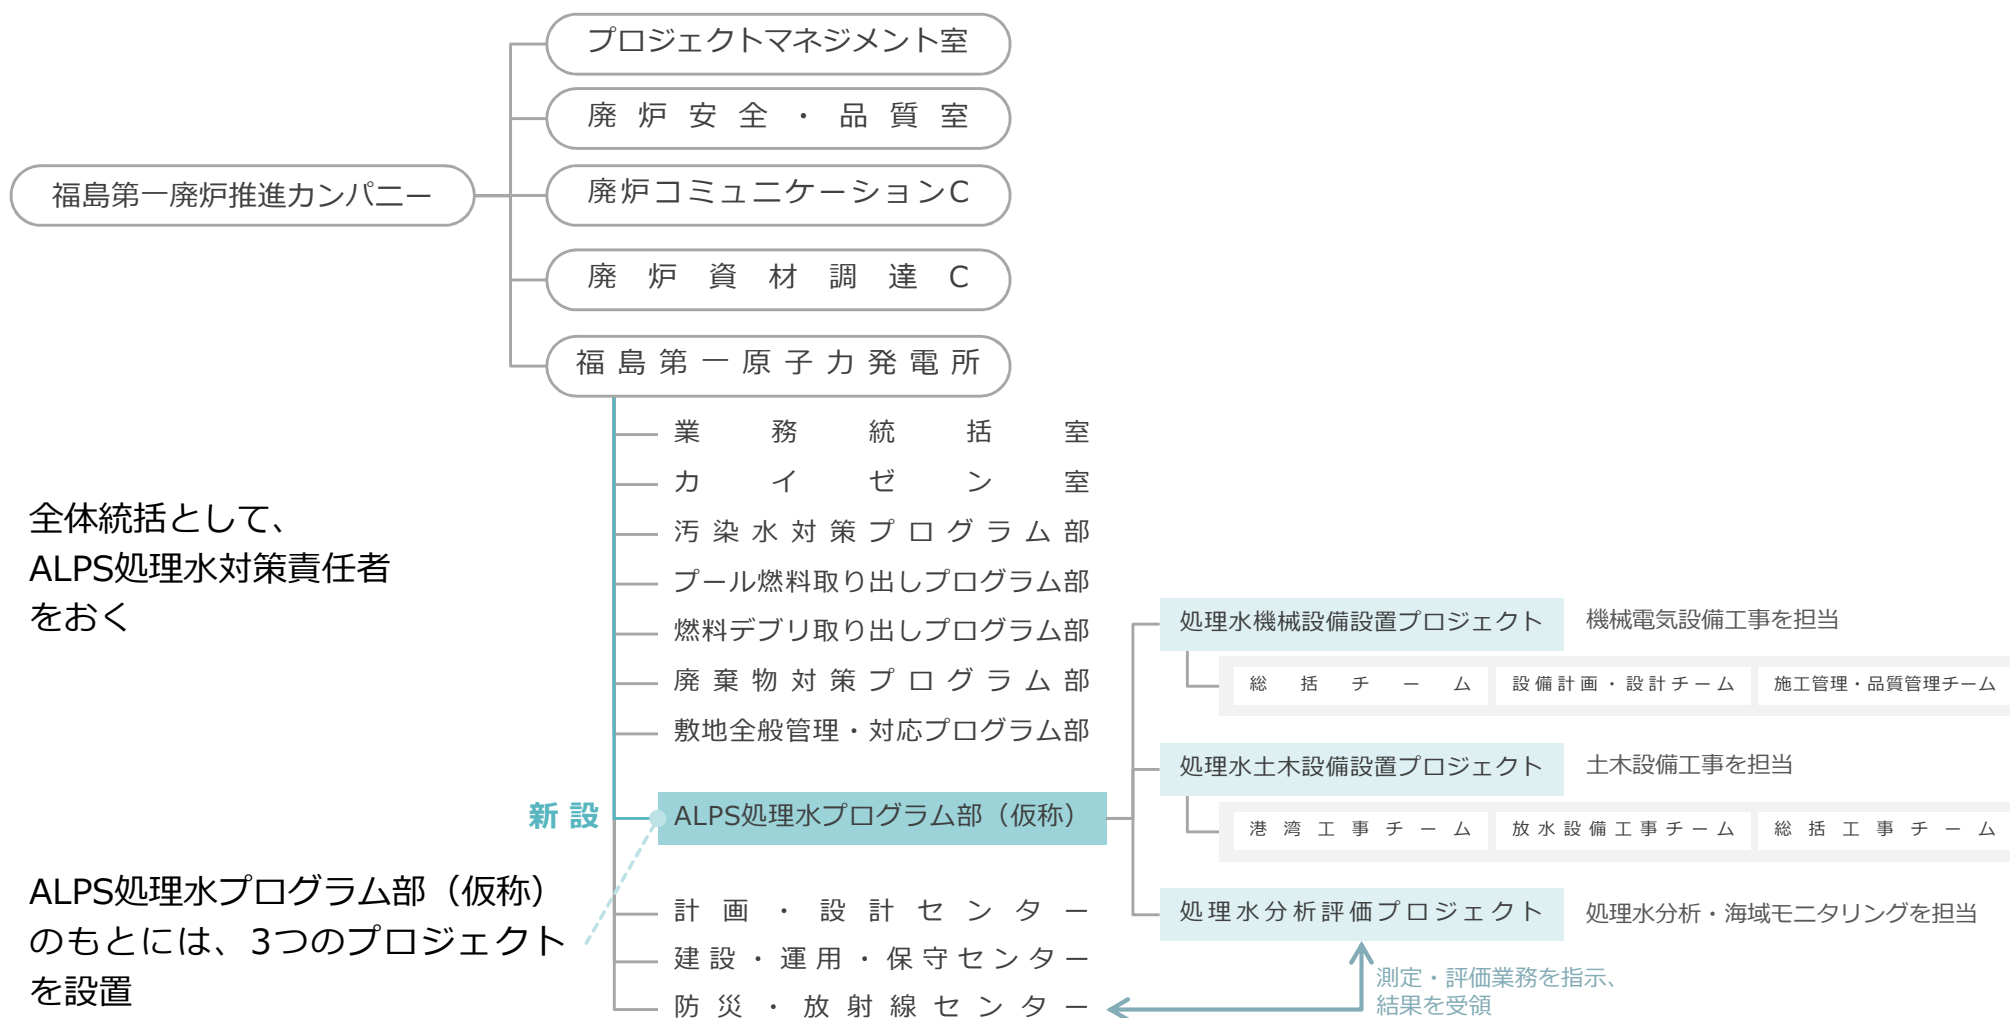 プロジェクトマネジメント室
廃炉安全・品質室
福島第一廃炉推進カンパニー
廃炉コミュニケーションC
廃炉資材調達C
福島第一原子力発電所
業務統括室
カイゼン室
汚染水対策プログラム部
プール燃料取り出しプログラム部
燃料デブリ取り出しプログラム部
廃棄物対策プログラム部
敷地全般管理・対応プログラム部
全体統括として、
ALPS処理水対策責任者
をおく
新設
ALPS処理水プログラム部（仮称）
ALPS処理水プログラム部（仮称）
のもとには、3つのプロジェクト
を設置
計画・設計センター
建設・運用・保守センター
防災・放射線センター
処理水機械設備設置プロジェクト
機械電気設備工事を担当
総括チーム
設備計画・設計チーム
施工管理・品質管理チーム
処理水土木設備設置プロジェクト
土木設備工事を担当
港湾工事チーム
放水設備工事チーム
総括工事チーム
処理水分析評価プロジェクト
処理水分析・海域モニタリングを担当
測定・評価業務を指示、
結果を受領